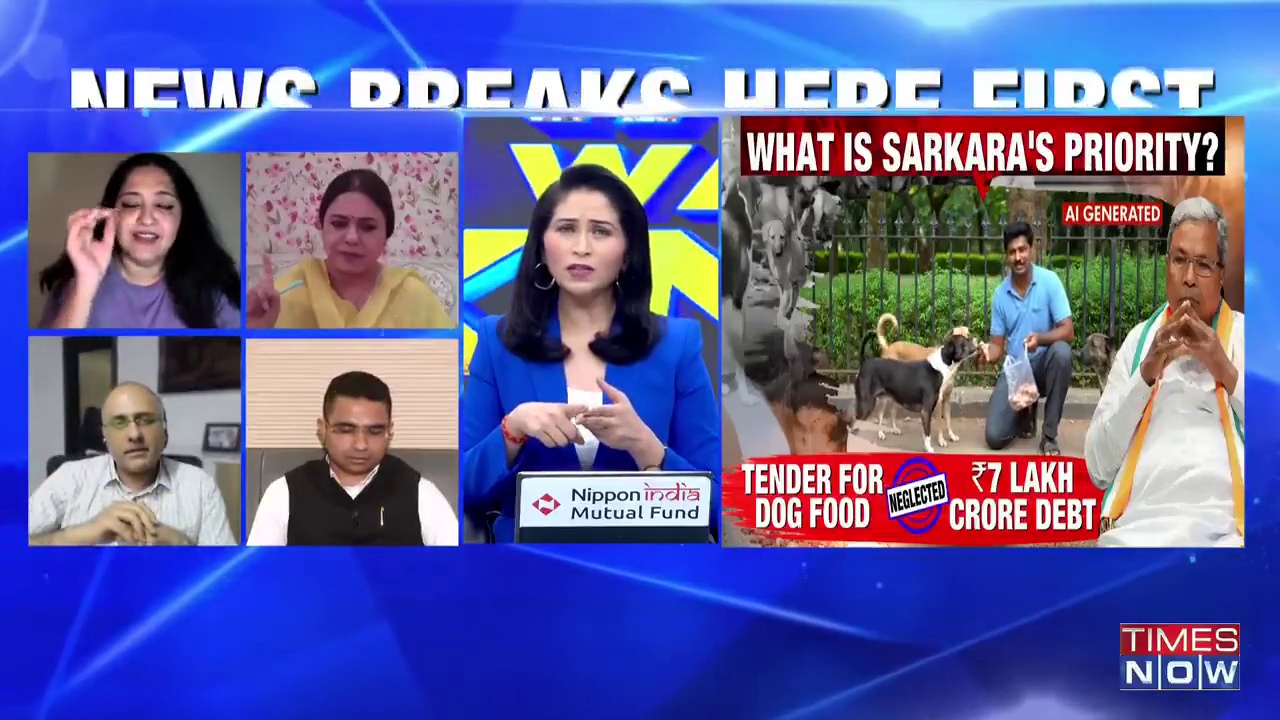 NEWS BREAKS HERE FIRST
WHAT IS SARKARA'S PRIORITY?
AI GENERATED
TENDER FOR
DOG FOOD
NEGLECTED
₹7 LAKH
CRORE DEBT
Nippon india
Mutual Fund
TIMES
NOW